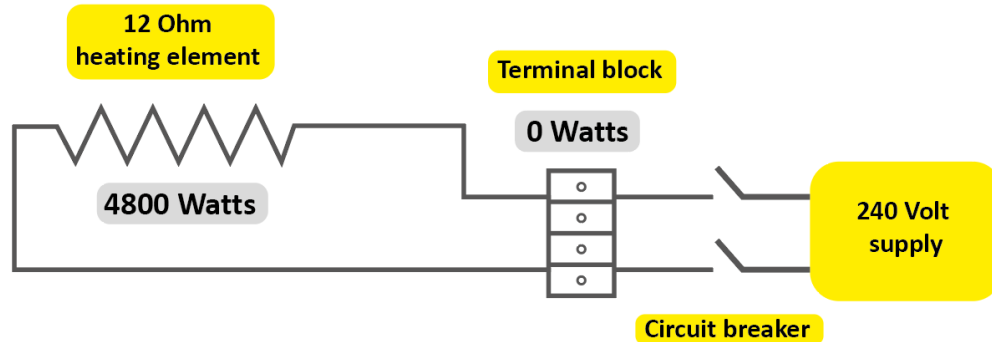 12 Ohm
heating element
Terminal block
0 Watts
4800 Watts
240 Volt
supply
Circuit breaker